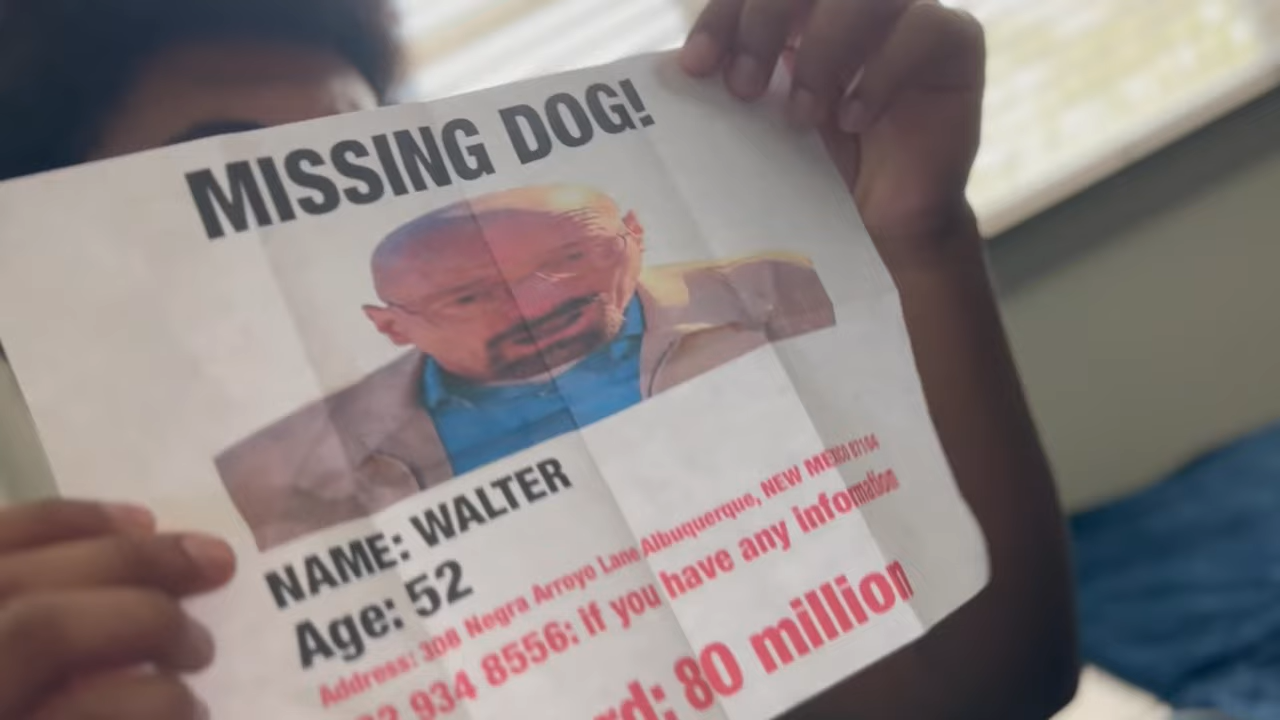 MISSING DOG!
NAME: WALTER
Age: 52
Address: 308 Negra Arroyo Lane Albuquerque, NEW MEXICO 87104
934 8556: If you have any information
80 million